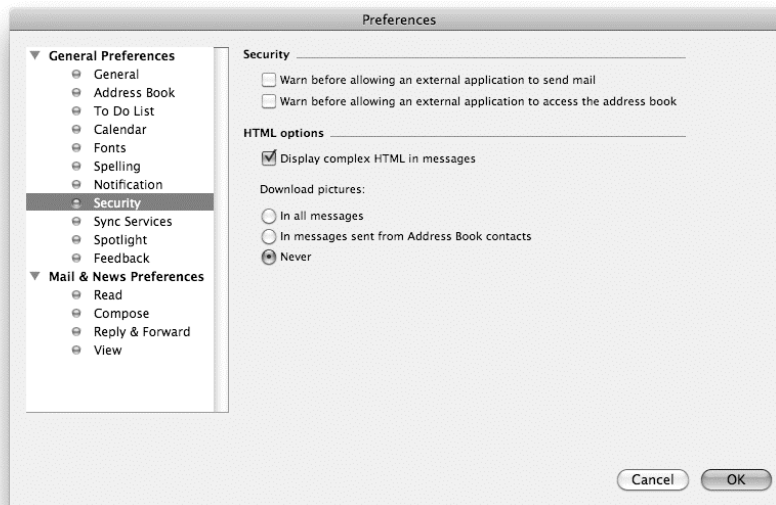 Preferences
General Preferences
General
Address Book
To Do List
Calendar
Fonts
Spelling
Notification
Security
Sync Services
Spotlight
Feedback
Mail & News Preferences
Read
Compose
Reply & Forward
View
Security
Warn before allowing an external application to send mail
Warn before allowing an external application to access the address book
HTML options
Display complex HTML in messages
Download pictures:
In all messages
In messages sent from Address Book contacts
Never
Cancel
OK